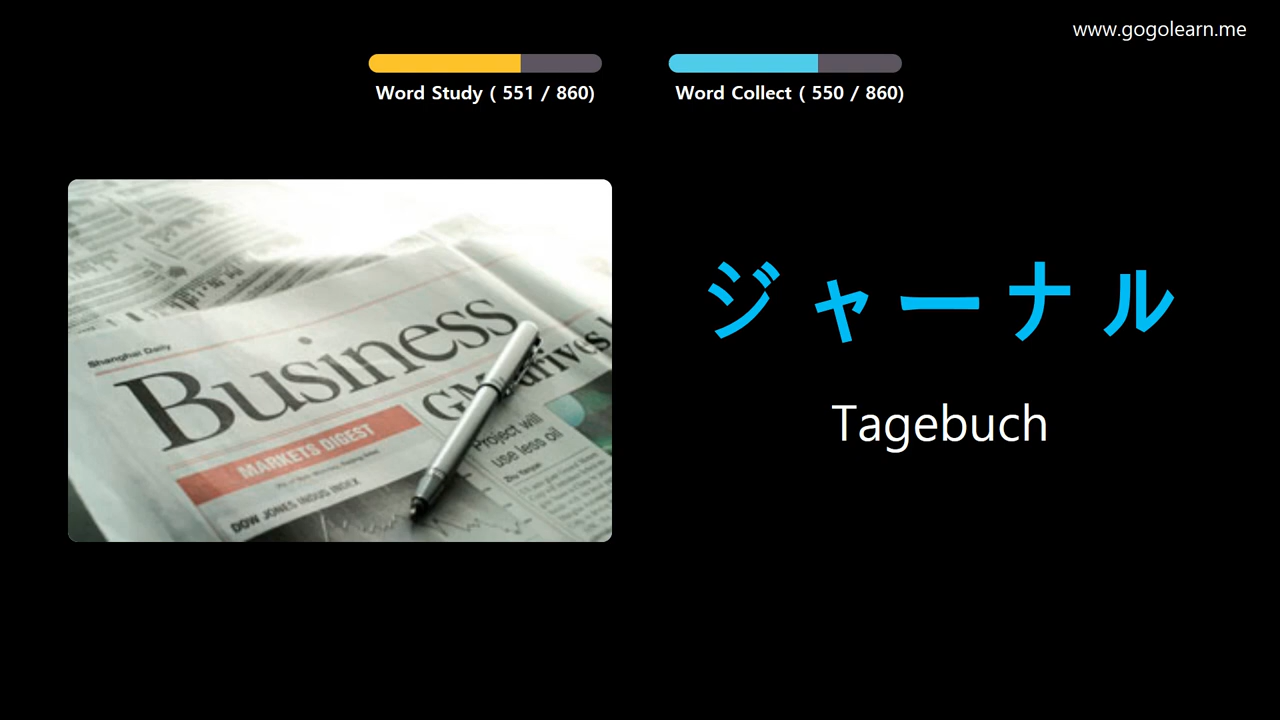 www.gogolearn.me
Word Study ( 551 / 860)
Word Collect ( 550 / 860)
ジャーナル
Tagebuch
Shanghai Daily
Business
MARKETS DIGEST
DOW JONES INDUS INDEX
GM
drives
Project will
use less oil